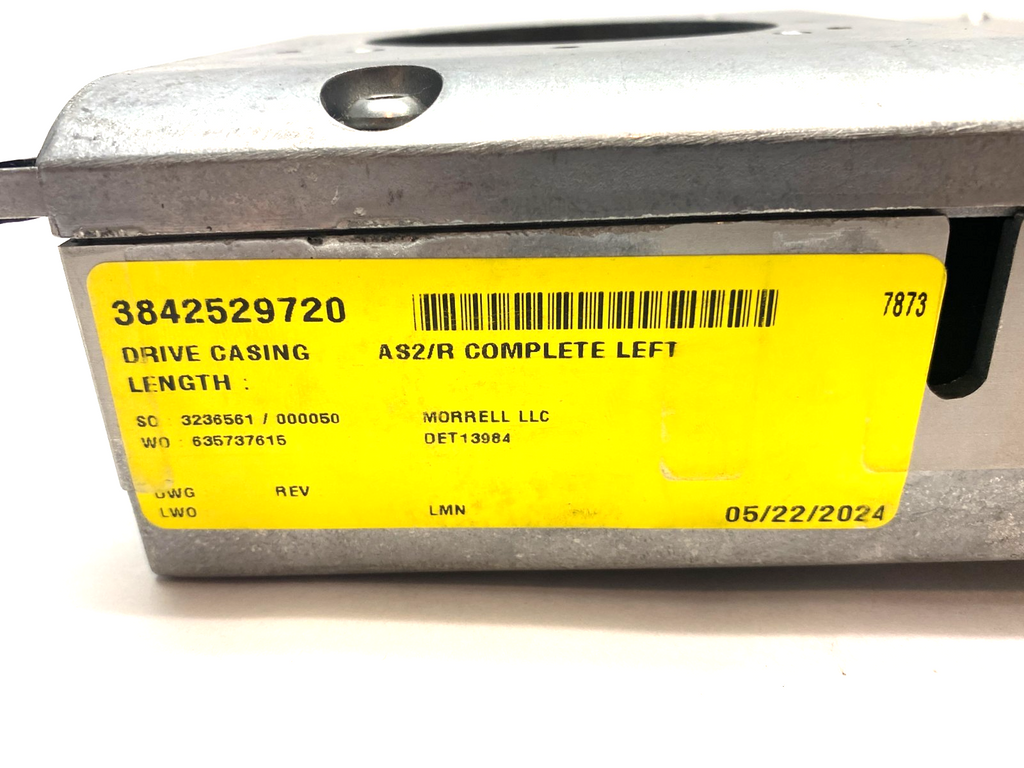 3842529720 7873
DRIVE CASING AS2/R COMPLETE LEFT
LENGTH :
SO : 3236561 / 000050 MORRELL LLC
WO : 635737615 DET13984
DWG REV
LWO LMN 05/22/2024